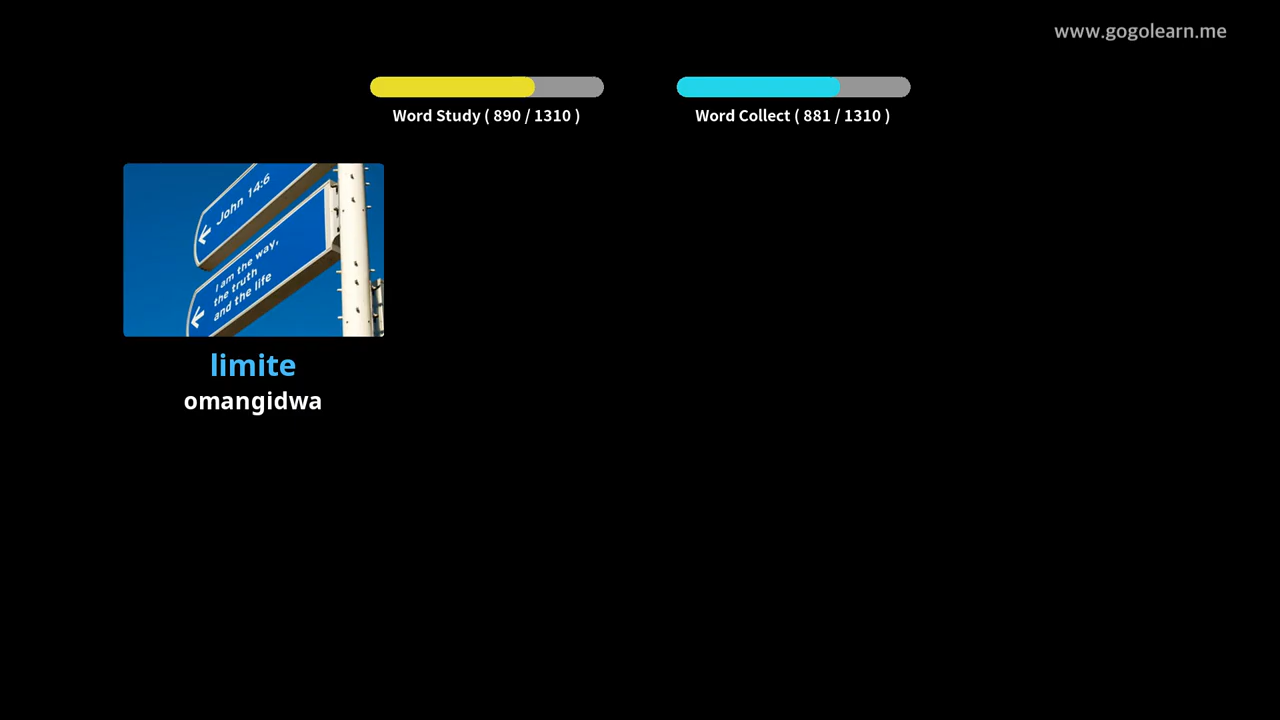 www.gogolearn.me
Word Study ( 890 / 1310 )
Word Collect ( 881 / 1310 )
John 14:6
I am the way,
the truth
and the life
limite
omangidwa